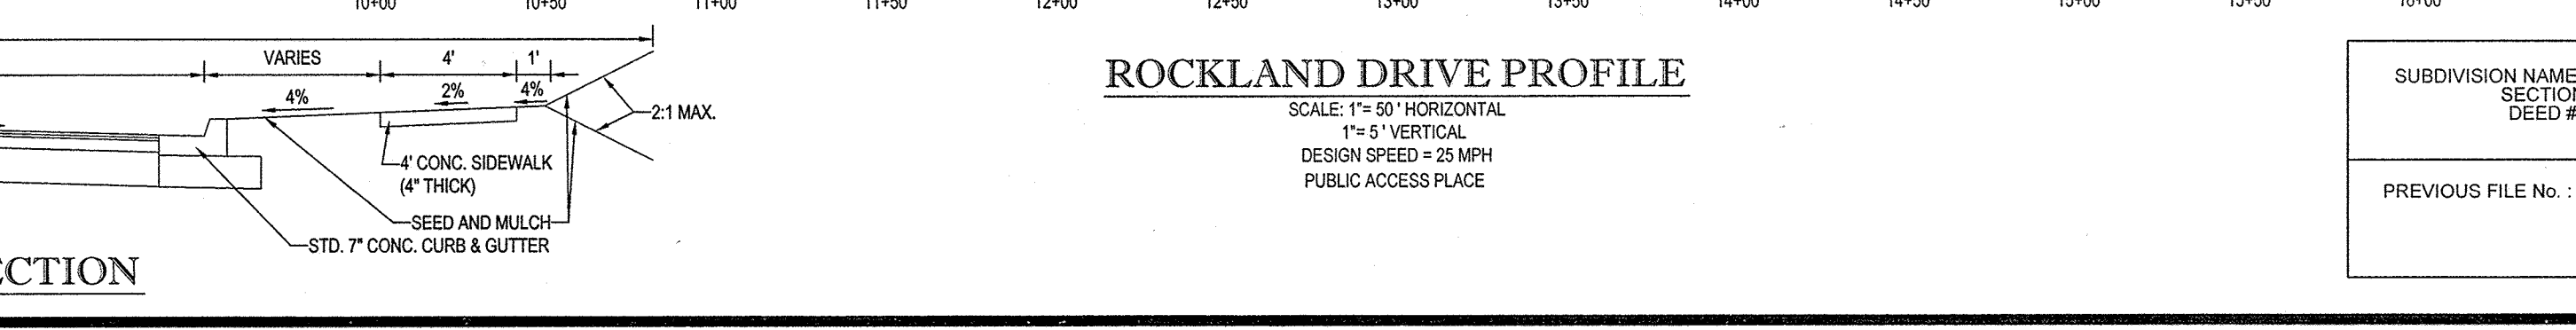 10+00 10+50 11+00 11+50 12+00 12+50 13+00 13+50 14+00 14+50 15+00 15+50 16+00
VARIES 4' 1'
4% 2% 4%
2:1 MAX.
4' CONC. SIDEWALK
(4" THICK)
SEED AND MULCH
STD. 7" CONC. CURB & GUTTER
ECTION
ROCKLAND DRIVE PROFILE
SCALE: 1"= 50 ' HORIZONTAL
1"= 5 ' VERTICAL
DESIGN SPEED = 25 MPH
PUBLIC ACCESS PLACE
SUBDIVISION NAME
SECTION
DEED #
PREVIOUS FILE No. :